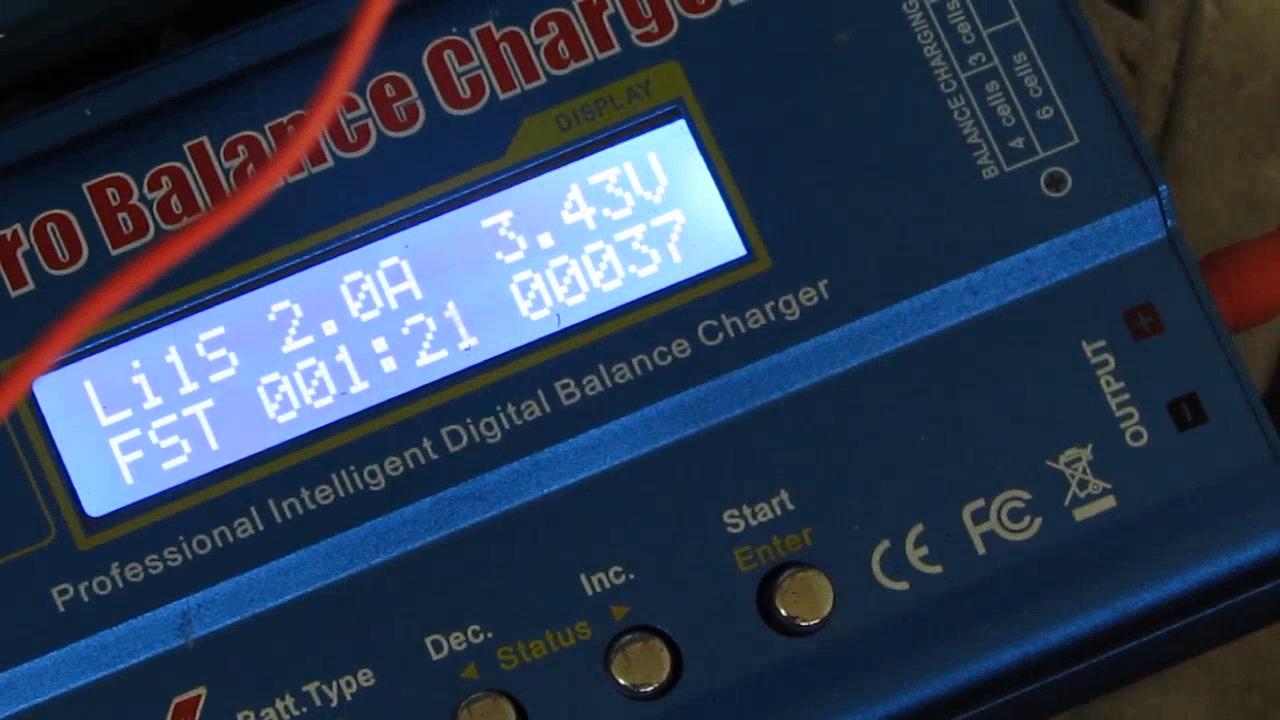 ro Balance Charge
DISPLAY
Li1S 2.0A 3.43V
FST 001:21 00037
Professional Intelligent Digital Balance Charger
BALANCE CHARGING
4 cells 3 cells
6 cells
OUTPUT
+
-
Start
Enter
Inc.
Dec.
Status
Batt.Type
CE FC